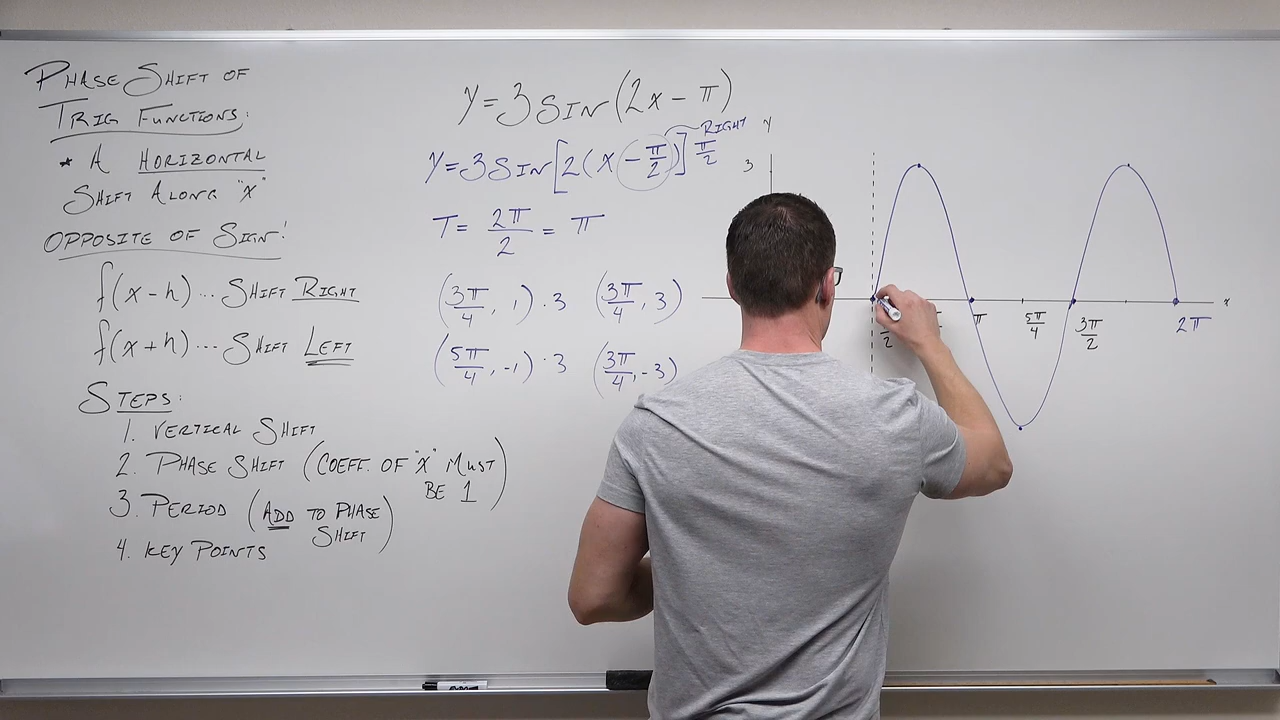 PHASE SHIFT OF
TRIG FUNCTIONS:
* A HORIZONTAL
SHIFT ALONG "X"
OPPOSITE OF SIGN!
f(x-h)... SHIFT RIGHT
f(x+h)... SHIFT LEFT
STEPS:
1. VERTICAL SHIFT
2. PHASE SHIFT (COEFF. OF "X" MUST
BE 1)
3. PERIOD (ADD TO PHASE
SHIFT)
4. KEY POINTS
y=3 SIN(2x-π)
y=3 SIN[2(x-π/2)] RIGHT π/2
T= 2π/2 = π
(3π/4, 1)·3 (3π/4, 3)
(5π/4, -1)·3 (3π/4, -3)
y
3
x
2 π 5π/4 3π/2 2π
EXPO